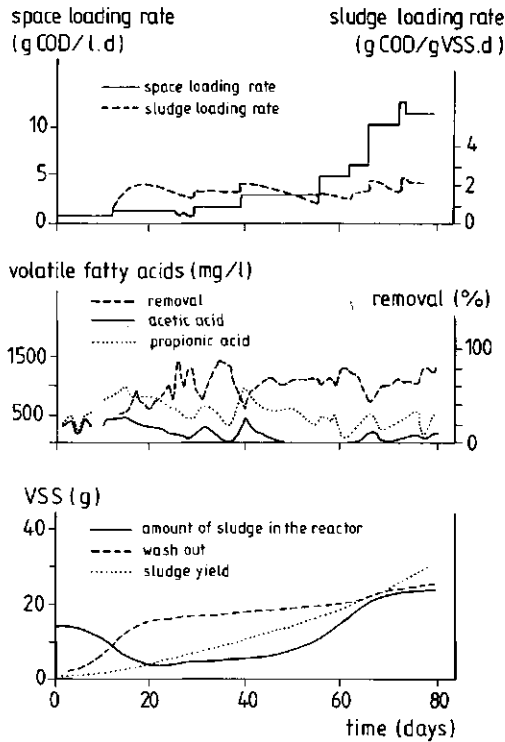 space loading rate
(g COD/l.d)
sludge loading rate
(g COD/gVSS.d)
space loading rate
sludge loading rate
10
5
0
4
2
0
volatile fatty acids (mg/l)
removal (%)
removal
acetic acid
propionic acid
1500
500
100
0
VSS (g)
amount of sludge in the reactor
wash out
sludge yield
40
20
0
0
20
40
60
80
time (days)